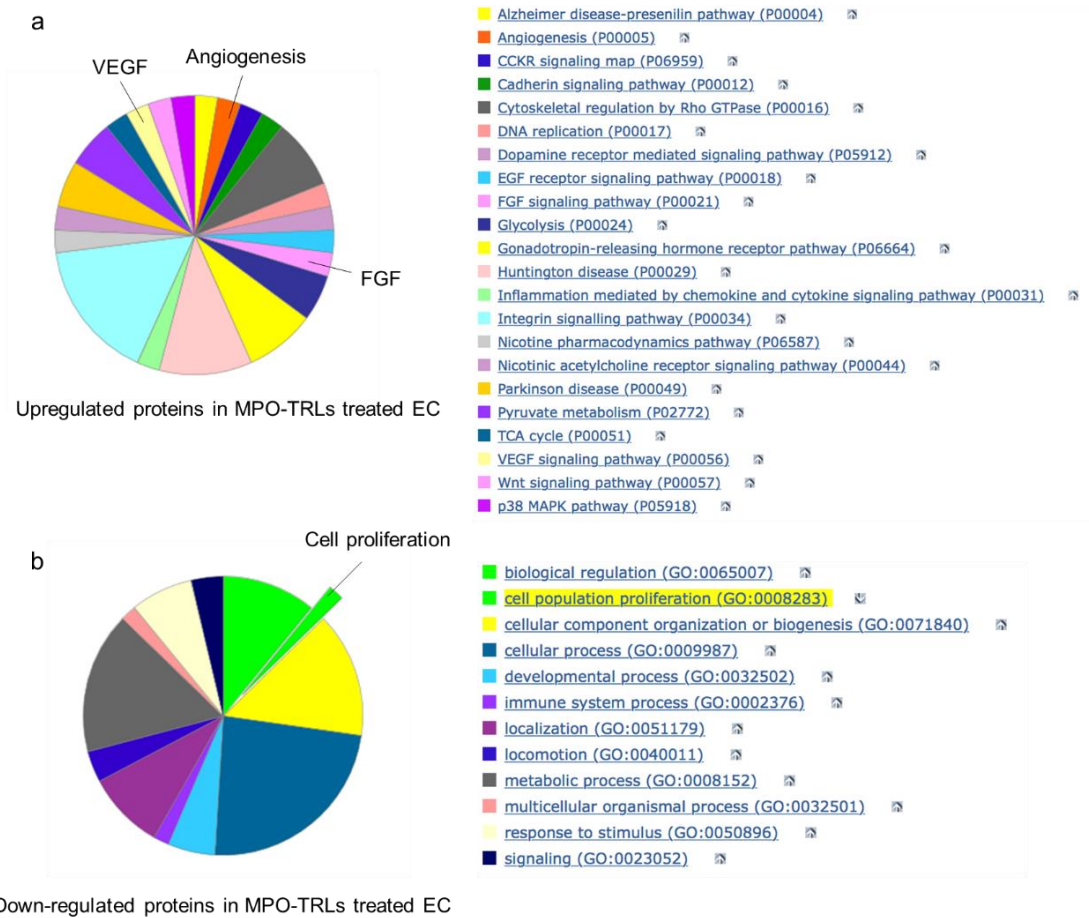 a
VEGF
Angiogenesis
FGF
Upregulated proteins in MPO-TRLs treated EC
Alzheimer disease-presenilin pathway (P00004)
Angiogenesis (P00005)
CCKR signaling map (P06959)
Cadherin signaling pathway (P00012)
Cytoskeletal regulation by Rho GTPase (P00016)
DNA replication (P00017)
Dopamine receptor mediated signaling pathway (P05912)
EGF receptor signaling pathway (P00018)
FGF signaling pathway (P00021)
Glycolysis (P00024)
Gonadotropin-releasing hormone receptor pathway (P06664)
Huntington disease (P00029)
Inflammation mediated by chemokine and cytokine signaling pathway (P00031)
Integrin signalling pathway (P00034)
Nicotine pharmacodynamics pathway (P06587)
Nicotinic acetylcholine receptor signaling pathway (P00044)
Parkinson disease (P00049)
Pyruvate metabolism (P02772)
TCA cycle (P00051)
VEGF signaling pathway (P00056)
Wnt signaling pathway (P00057)
p38 MAPK pathway (P05918)
b
Cell proliferation
biological regulation (GO:0065007)
cell population proliferation (GO:0008283)
cellular component organization or biogenesis (GO:0071840)
cellular process (GO:0009987)
developmental process (GO:0032502)
immune system process (GO:0002376)
localization (GO:0051179)
locomotion (GO:0040011)
metabolic process (GO:0008152)
multicellular organismal process (GO:0032501)
response to stimulus (GO:0050896)
signaling (GO:0023052)
Down-regulated proteins in MPO-TRLs treated EC